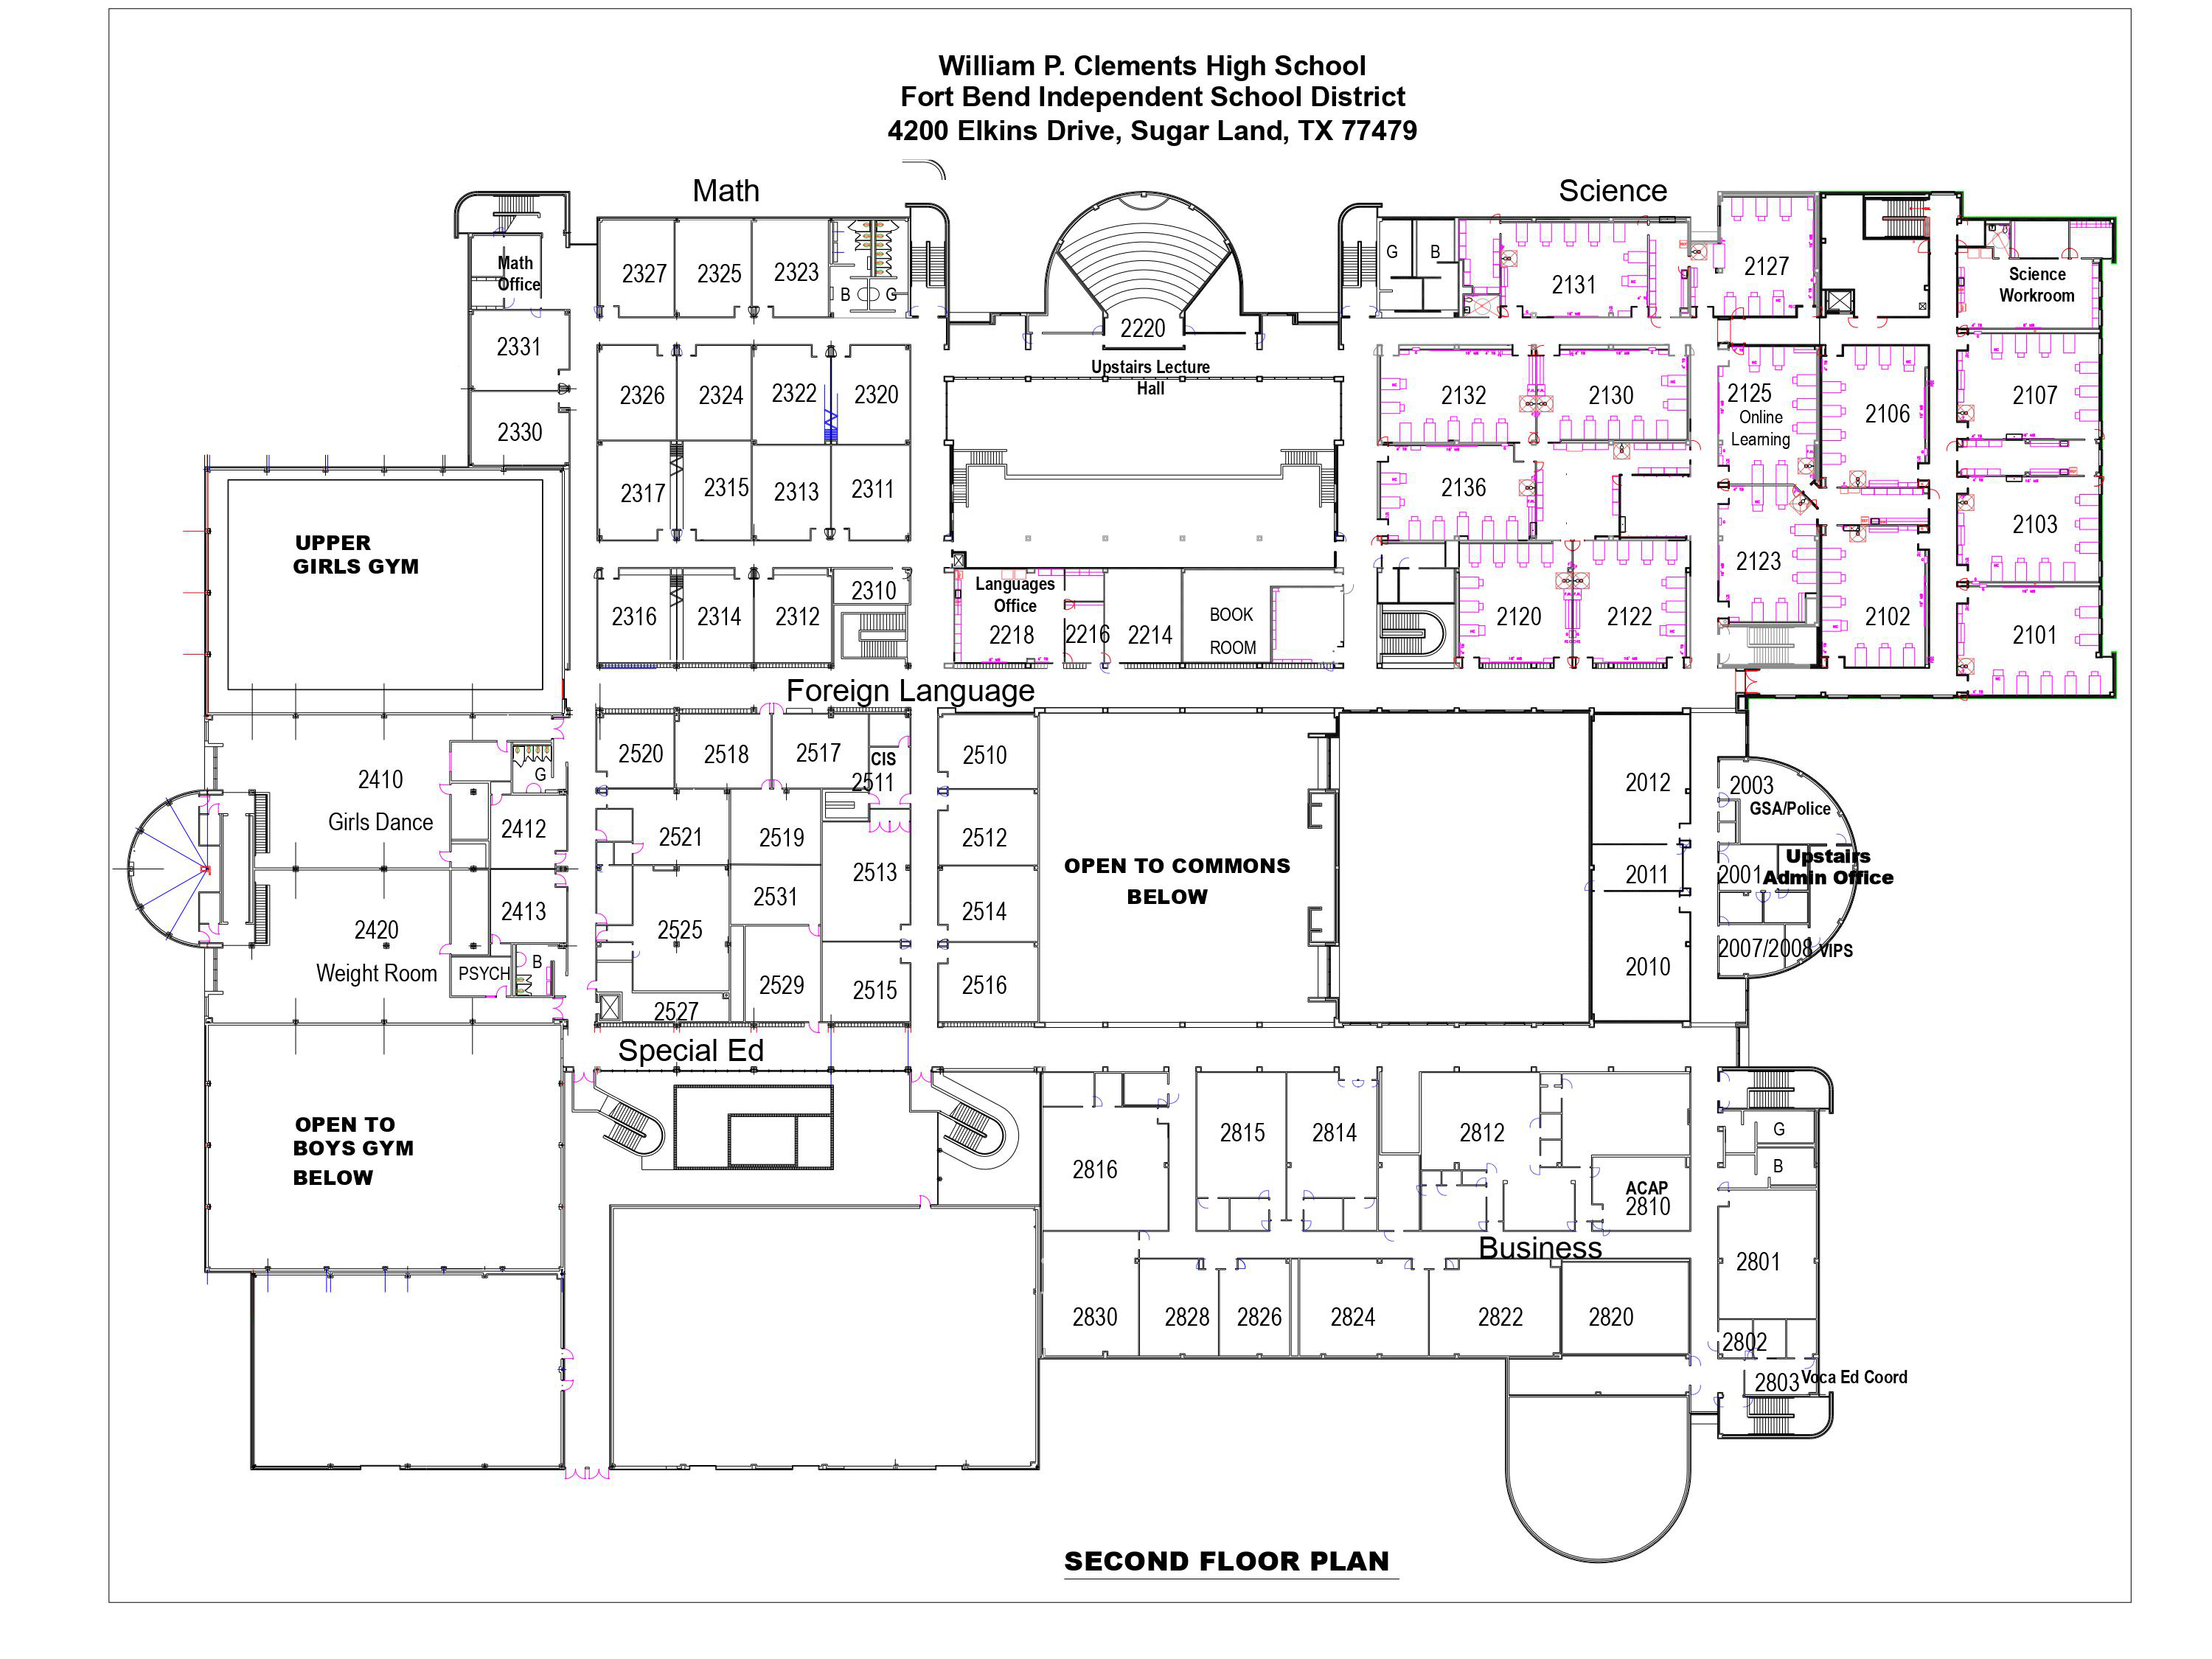 William P. Clements High School
Fort Bend Independent School District
4200 Elkins Drive, Sugar Land, TX 77479
Math
Science
Math
Office
2327
2325
2323
B
G
2331
2330
2326
2324
2322
2320
2317
2315
2313
2311
2316
2314
2312
2310
2220
Upstairs Lecture
Hall
Languages
Office
2218
2216
2214
BOOK
ROOM
G
B
2131
2127
Science
Workroom
2132
2130
2125
Online
Learning
2106
2107
2136
2123
2103
2120
2122
2102
2101
UPPER
GIRLS GYM
Foreign Language
2410
Girls Dance
G
2412
2413
2420
Weight Room
PSYCH
B
2520
2518
2517
CIS
2511
2510
2521
2519
2512
2513
2531
2525
2514
2529
2515
2516
2527
OPEN TO COMMONS
BELOW
2012
2011
2010
2003
GSA/Police
2001
Upstairs
Admin Office
2007/2008
VIPS
Special Ed
OPEN TO
BOYS GYM
BELOW
2816
2815
2814
2812
ACAP
2810
G
B
Business
2801
2830
2828
2826
2824
2822
2820
2802
2803
Voca Ed Coord
SECOND FLOOR PLAN